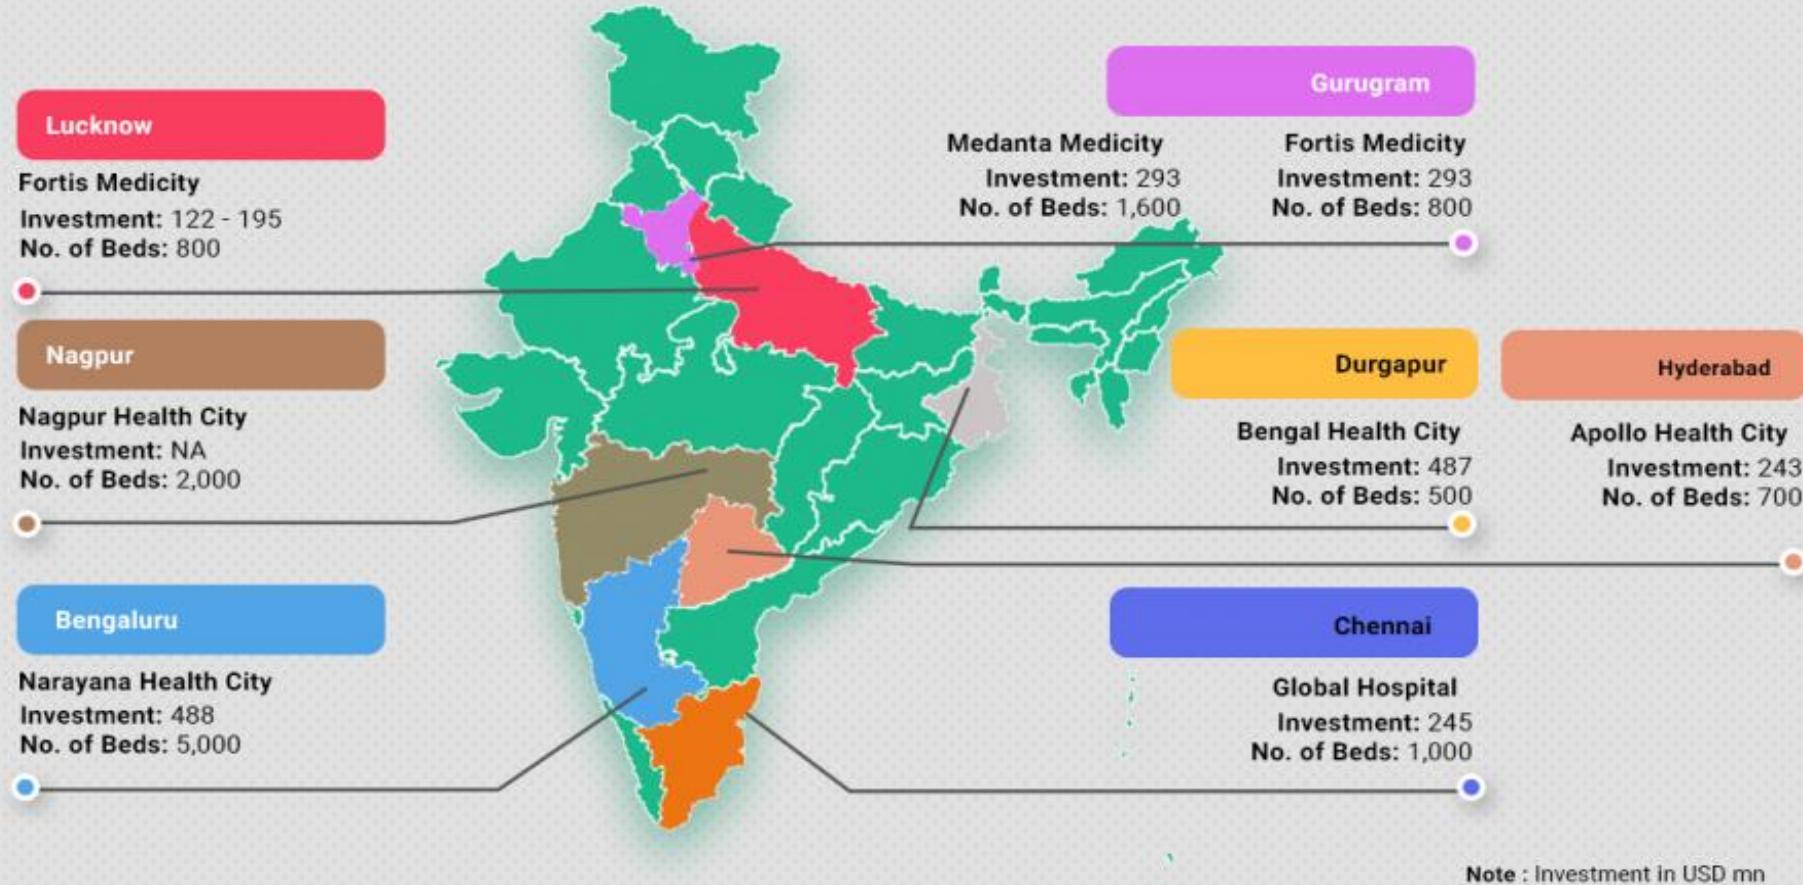 Lucknow
Fortis Medicity
Investment: 122 - 195
No. of Beds: 800
Nagpur
Nagpur Health City
Investment: NA
No. of Beds: 2,000
Bengaluru
Narayana Health City
Investment: 488
No. of Beds: 5,000
Gurugram
Medanta Medicity
Investment: 293
No. of Beds: 1,600
Fortis Medicity
Investment: 293
No. of Beds: 800
Durgapur
Bengal Health City
Investment: 487
No. of Beds: 500
Hyderabad
Apollo Health City
Investment: 243
No. of Beds: 700
Chennai
Global Hospital
Investment: 245
No. of Beds: 1,000
Note : Investment in USD mn